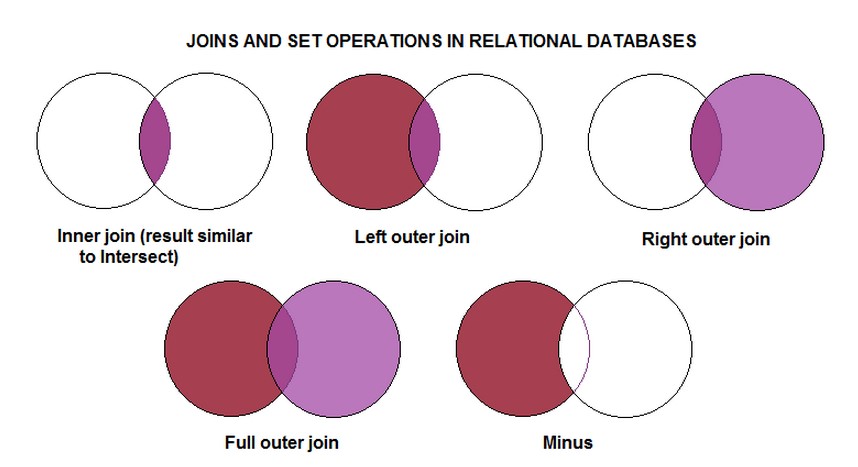 JOINS AND SET OPERATIONS IN RELATIONAL DATABASES
Inner join (result similar
to Intersect)
Left outer join
Right outer join
Full outer join
Minus